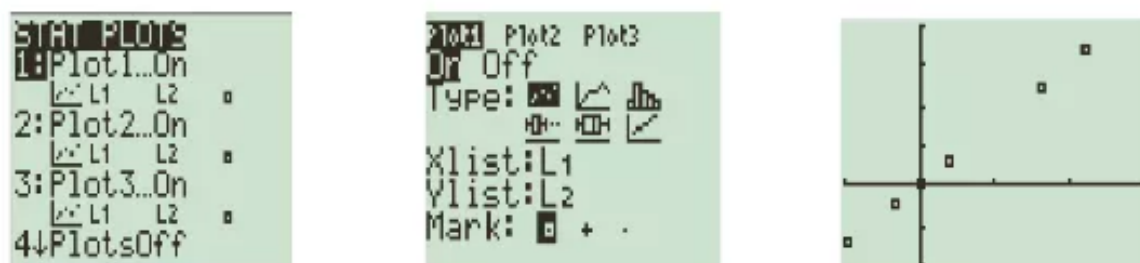 STAT PLOTS
1:Plot1...On
L1 L2
2:Plot2...On
L1 L2
3:Plot3...On
L1 L2
4↓PlotsOff
Plot1 Plot2 Plot3
On Off
Type:
Xlist:L1
Ylist:L2
Mark: + ·